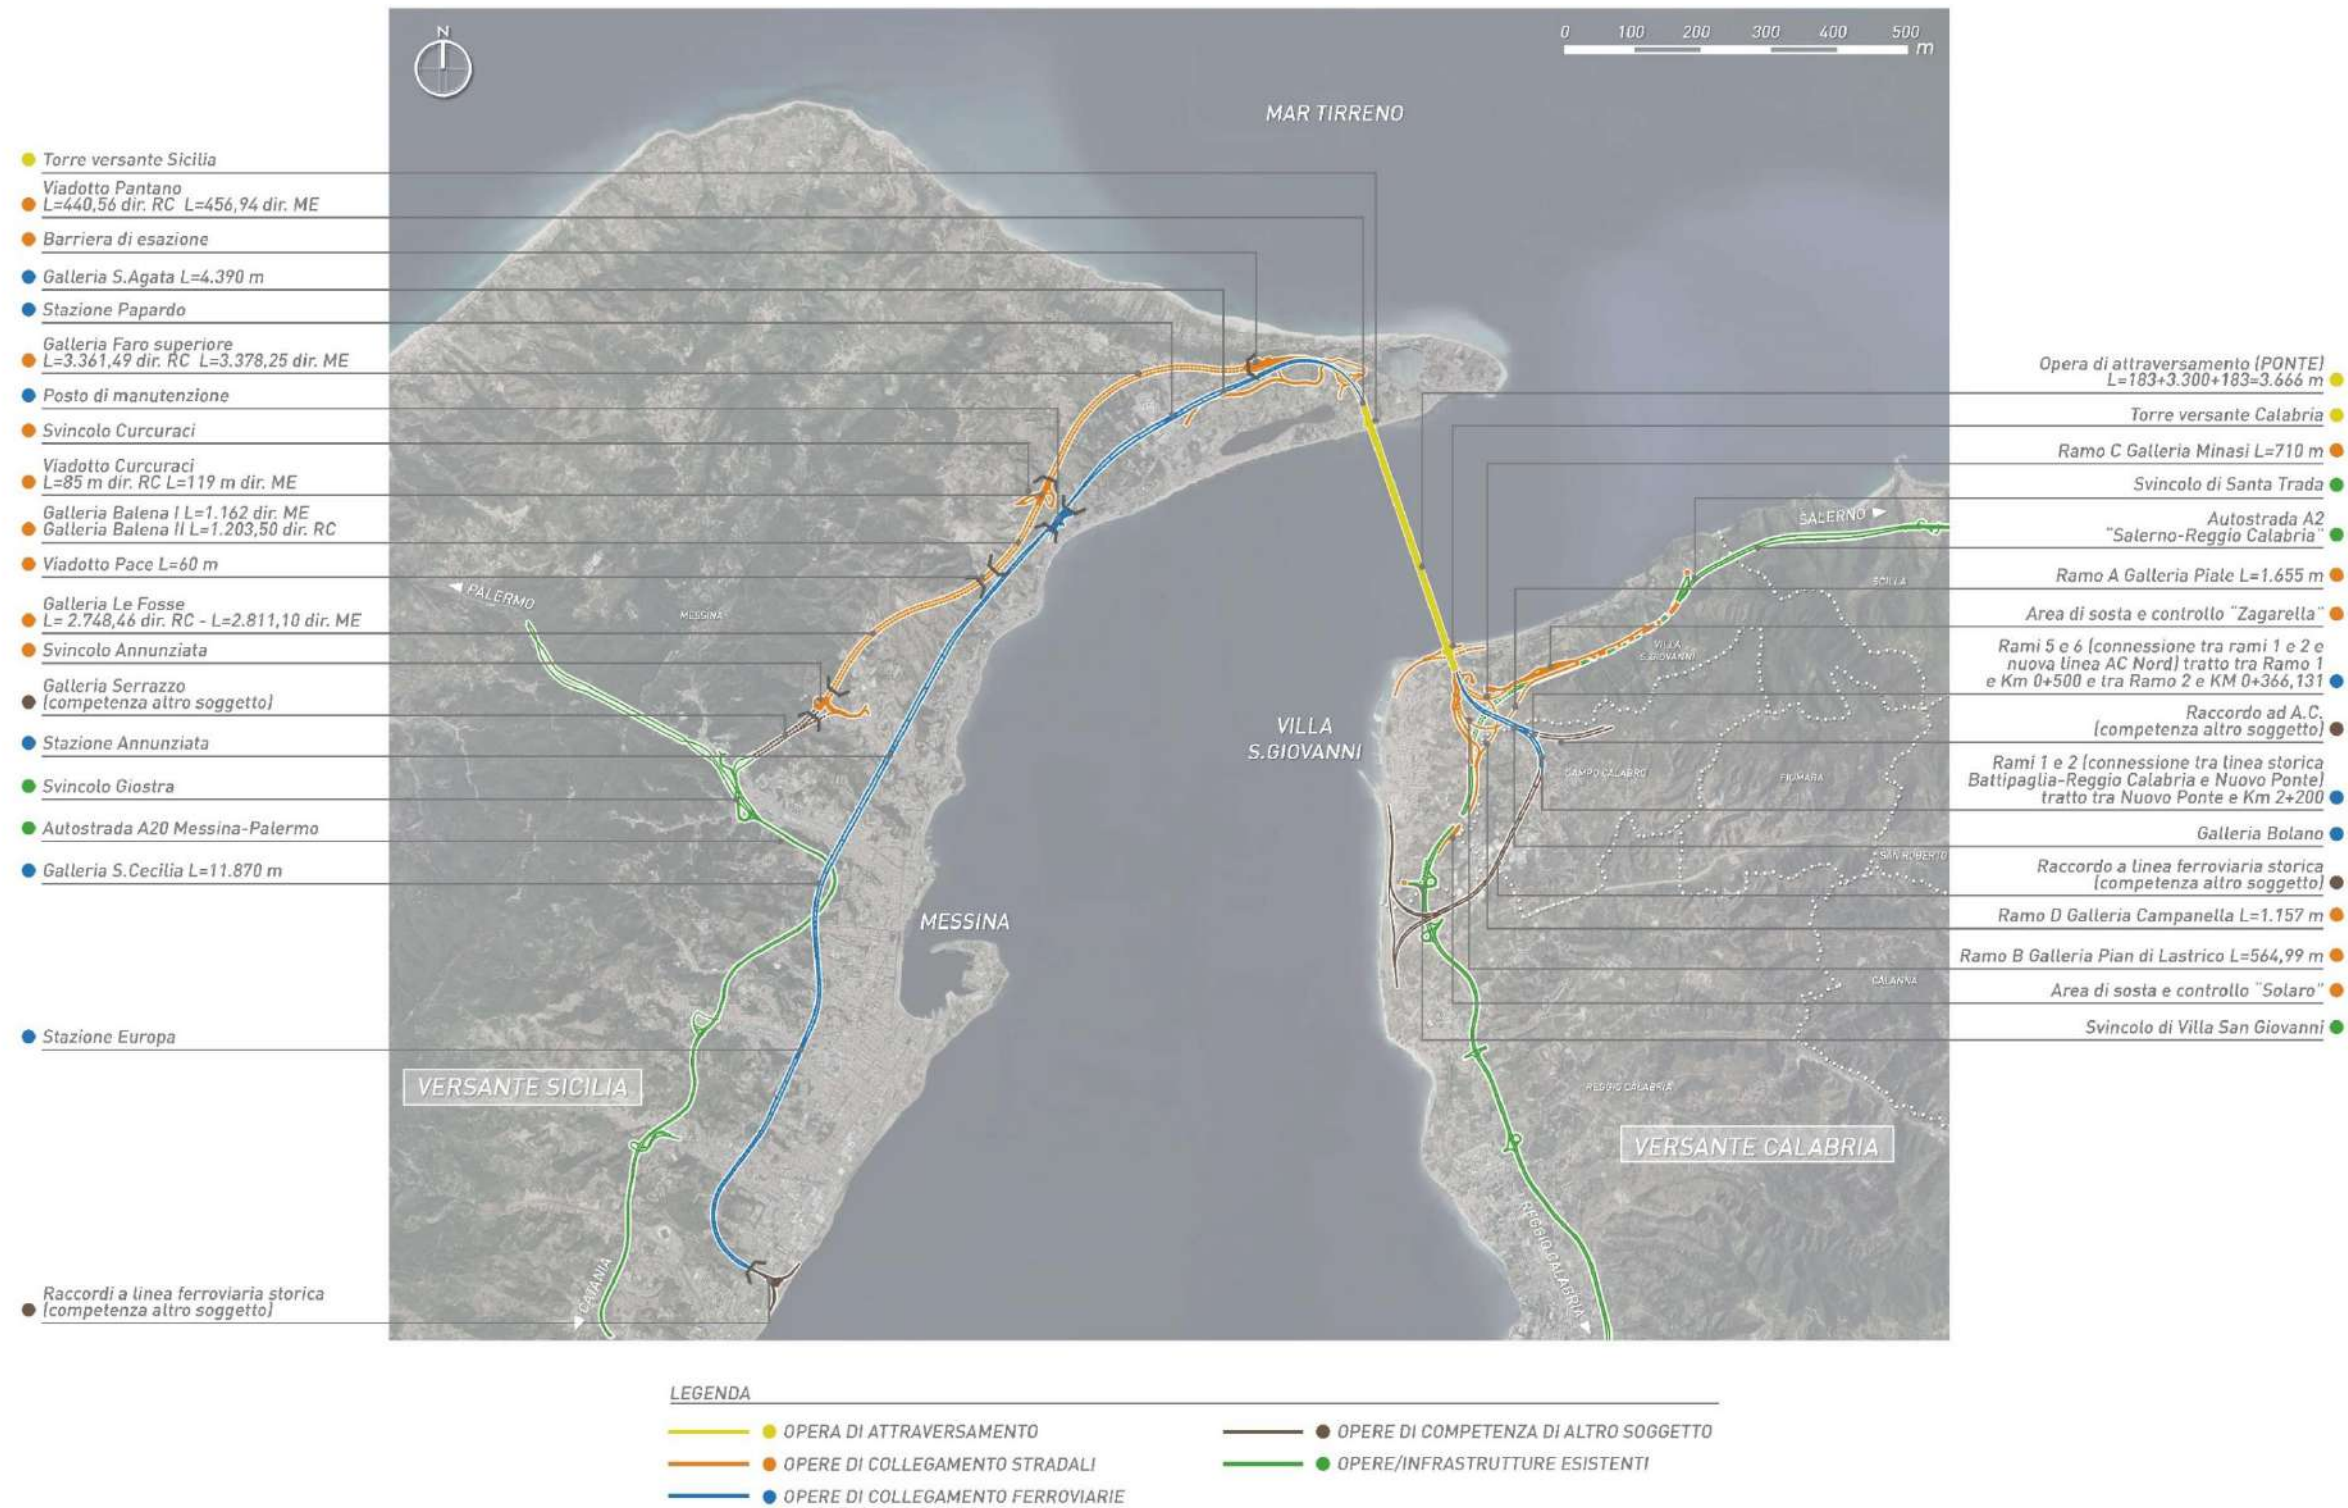 N
0 100 200 300 400 500
m
MAR TIRRENO
Torre versante Sicilia
Viadotto Pantano
L=440,56 dir. RC L=456,94 dir. ME
Barriera di esazione
Galleria S.Agata L=4.390 m
Stazione Papardo
Galleria Faro superiore
L=3.361,49 dir. RC L=3.378,25 dir. ME
Posto di manutenzione
Svincolo Curcuraci
Viadotto Curcuraci
L=85 m dir. RC L=119 m dir. ME
Galleria Balena I L=1.162 dir. ME
Galleria Balena II L=1.203,50 dir. RC
Viadotto Pace L=60 m
Galleria Le Fosse
L= 2.748,46 dir. RC - L=2.811,10 dir. ME
Svincolo Annunziata
Galleria Serrazzo
(competenza altro soggetto)
Stazione Annunziata
Svincolo Giostra
Autostrada A20 Messina-Palermo
Galleria S.Cecilia L=11.870 m
Stazione Europa
Raccordi a linea ferroviaria storica
(competenza altro soggetto)
PALERMO
MESSINA
VILLA
S.GIOVANNI
MESSINA
VERSANTE SICILIA
CATANIA
SALERNO
SCILLA
VILLA
S.GIOVANNI
CAMPO CALABRO
FIUMARA
SAN ROBERTO
CALANNA
REGGIO CALABRIA
VERSANTE CALABRIA
REGGIO CALABRIA
Opera di attraversamento (PONTE)
L=183+3.300+183=3.666 m
Torre versante Calabria
Ramo C Galleria Minasi L=710 m
Svincolo di Santa Trada
Autostrada A2
"Salerno-Reggio Calabria"
Ramo A Galleria Piale L=1.655 m
Area di sosta e controllo "Zagarella"
Rami 5 e 6 (connessione tra rami 1 e 2 e
nuova linea AC Nord) tratto tra Ramo 1
e Km 0+500 e tra Ramo 2 e KM 0+366,131
Raccordo ad A.C.
(competenza altro soggetto)
Rami 1 e 2 (connessione tra linea storica
Battipaglia-Reggio Calabria e Nuovo Ponte)
tratto tra Nuovo Ponte e Km 2+200
Galleria Bolano
Raccordo a linea ferroviaria storica
(competenza altro soggetto)
Ramo D Galleria Campanella L=1.157 m
Ramo B Galleria Pian di Lastrico L=564,99 m
Area di sosta e controllo "Solaro"
Svincolo di Villa San Giovanni
LEGENDA
OPERA DI ATTRAVERSAMENTO
OPERE DI COLLEGAMENTO STRADALI
OPERE DI COLLEGAMENTO FERROVIARIE
OPERE DI COMPETENZA DI ALTRO SOGGETTO
OPERE/INFRASTRUTTURE ESISTENTI